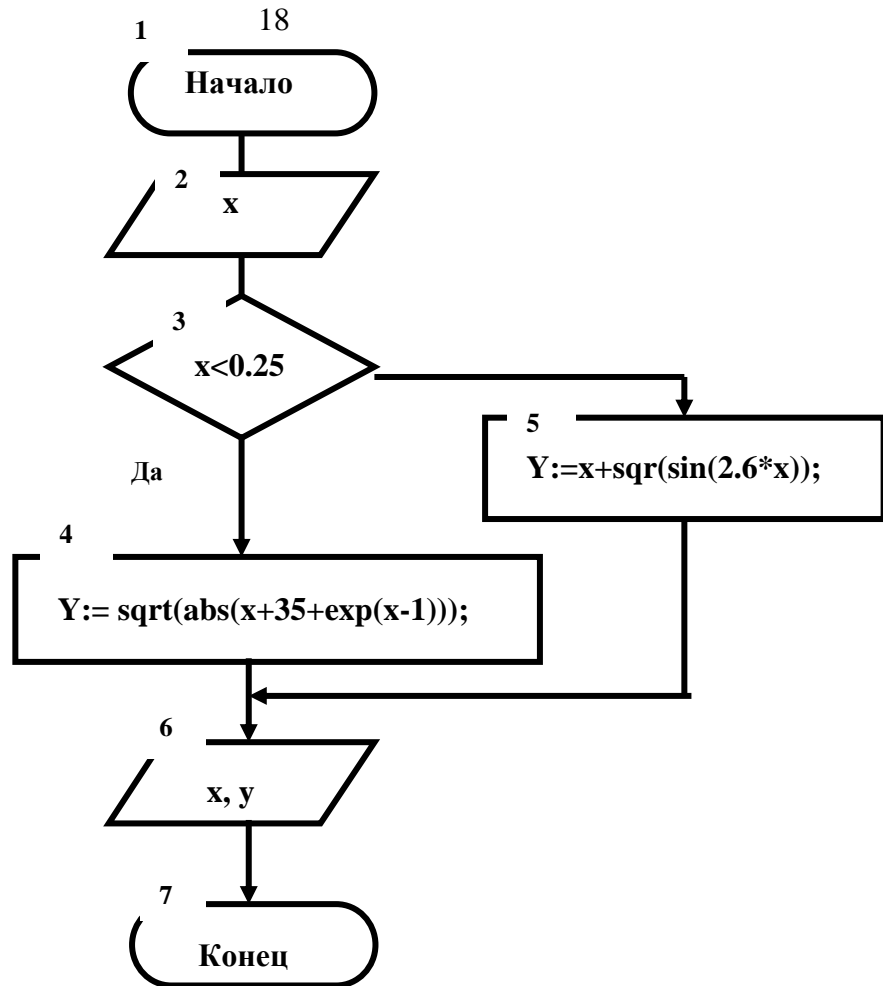 18
1
Начало
2
x
3
x<0.25
Да
5
Y:=x+sqr(sin(2.6*x));
4
Y:= sqrt(abs(x+35+exp(x-1)));
6
x, y
7
Конец